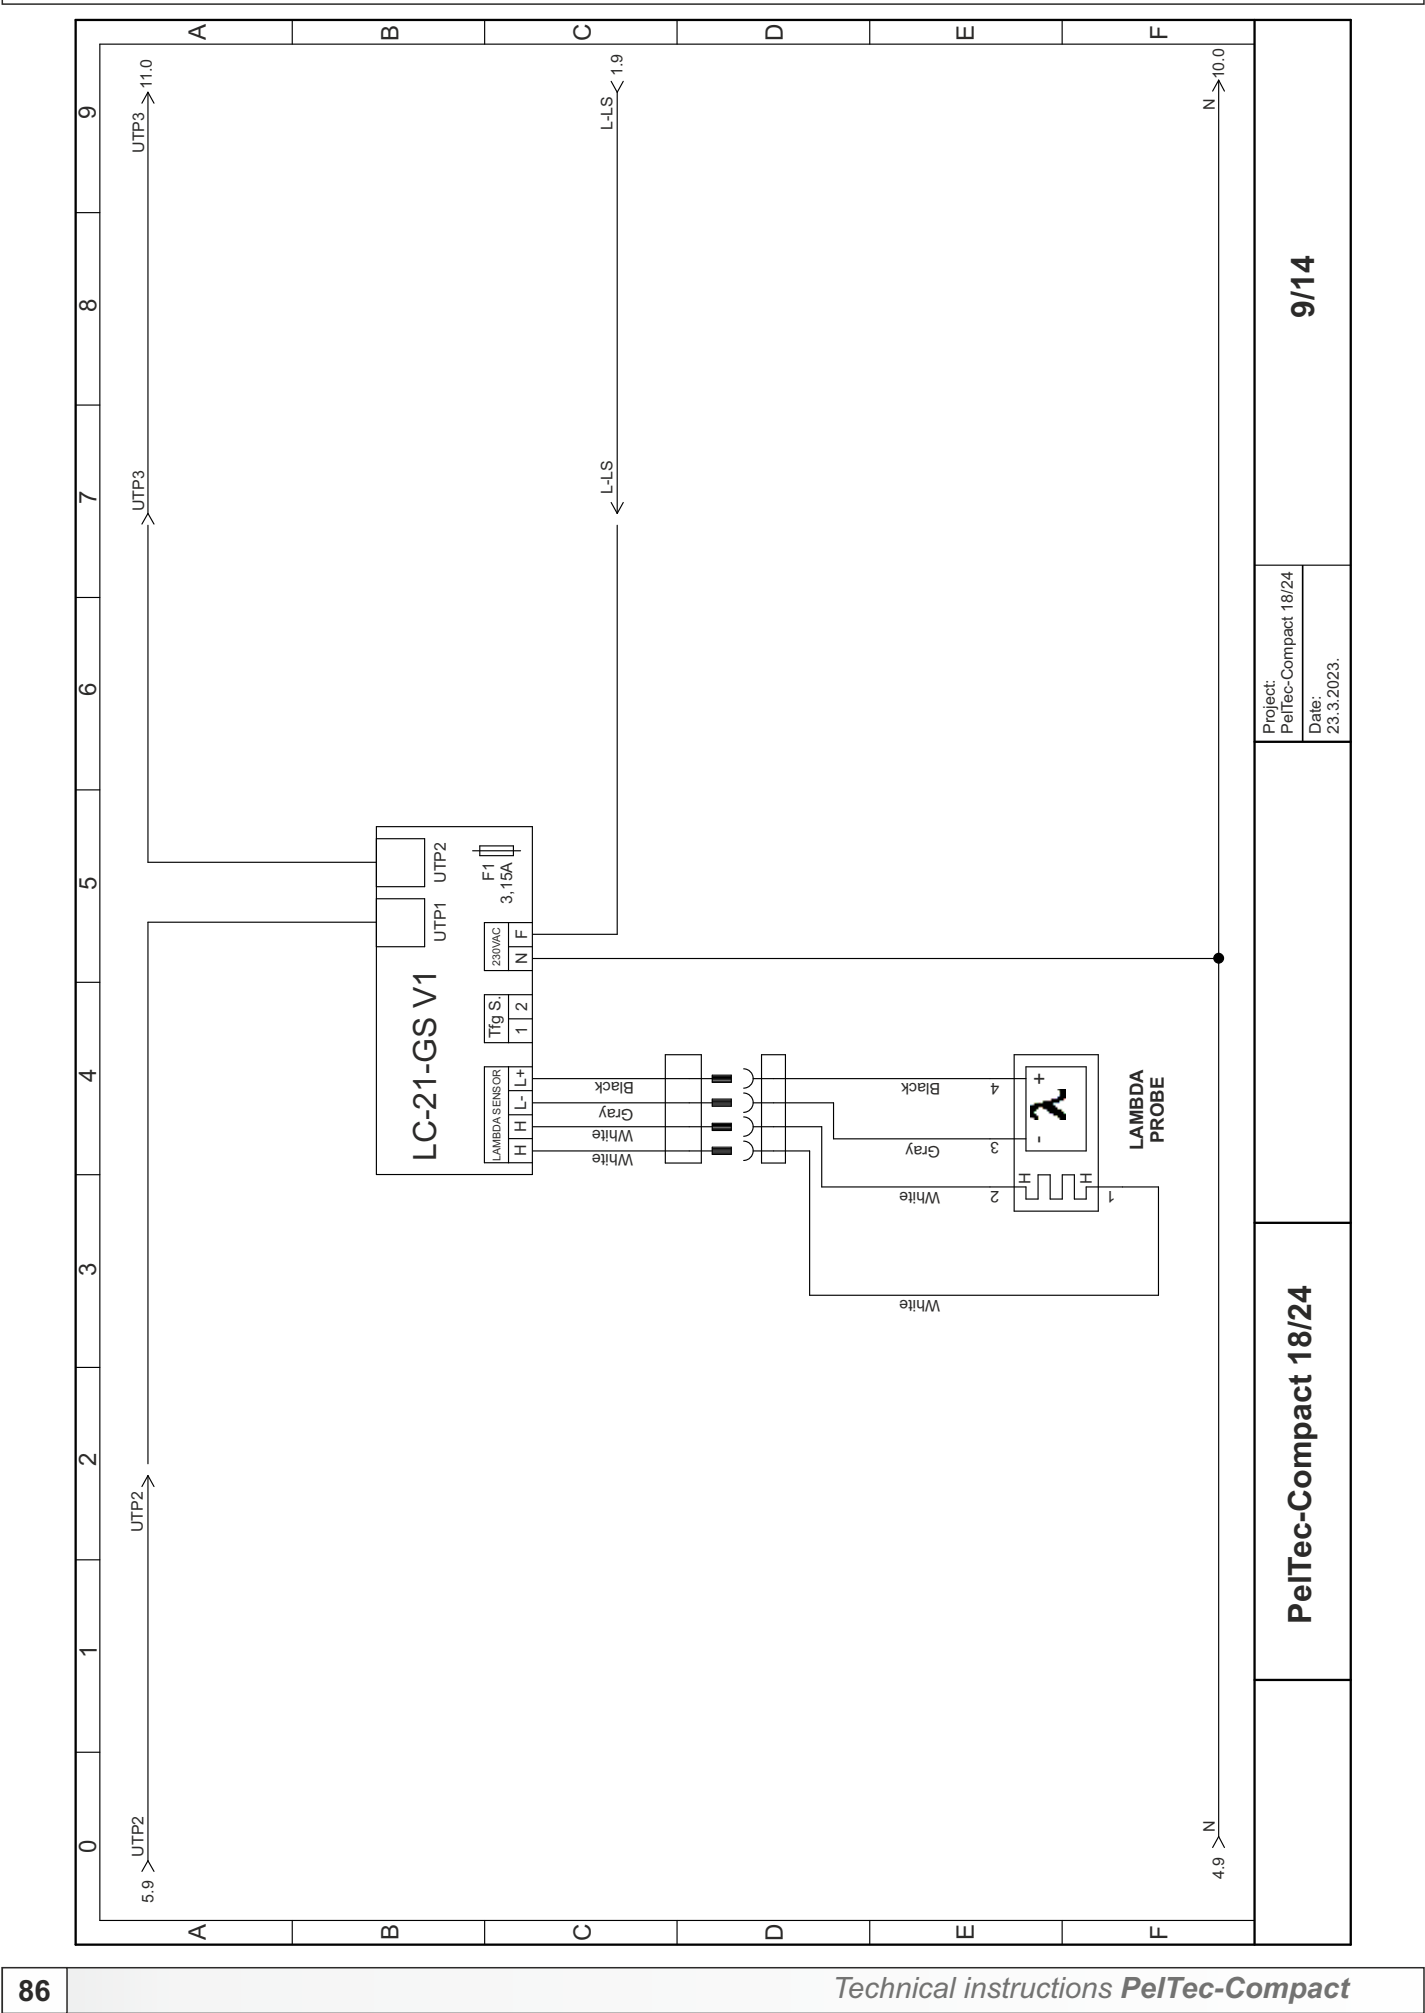 0 1 2 3 4 5 6 7 8 9
A
B
C
D
E
F
A
B
C
D
E
F
5.9
UTP2
UTP2
UTP3
UTP3
11.0
UTP1
UTP2
LC-21-GS V1
F1
3,15A
LAMBDA SENSOR
H H L- L+
Tfg S.
1 2
230VAC
N F
L-LS
L-LS
1.9
White
White
Gray
Black
White
White
Gray
Black
1
2
3
4
H
H
-
+
λ
LAMBDA
PROBE
4.9
N
N
10.0
PelTec-Compact 18/24
Project:
PelTec-Compact 18/24
Date:
23.3.2023.
9/14
86
Technical instructions PelTec-Compact